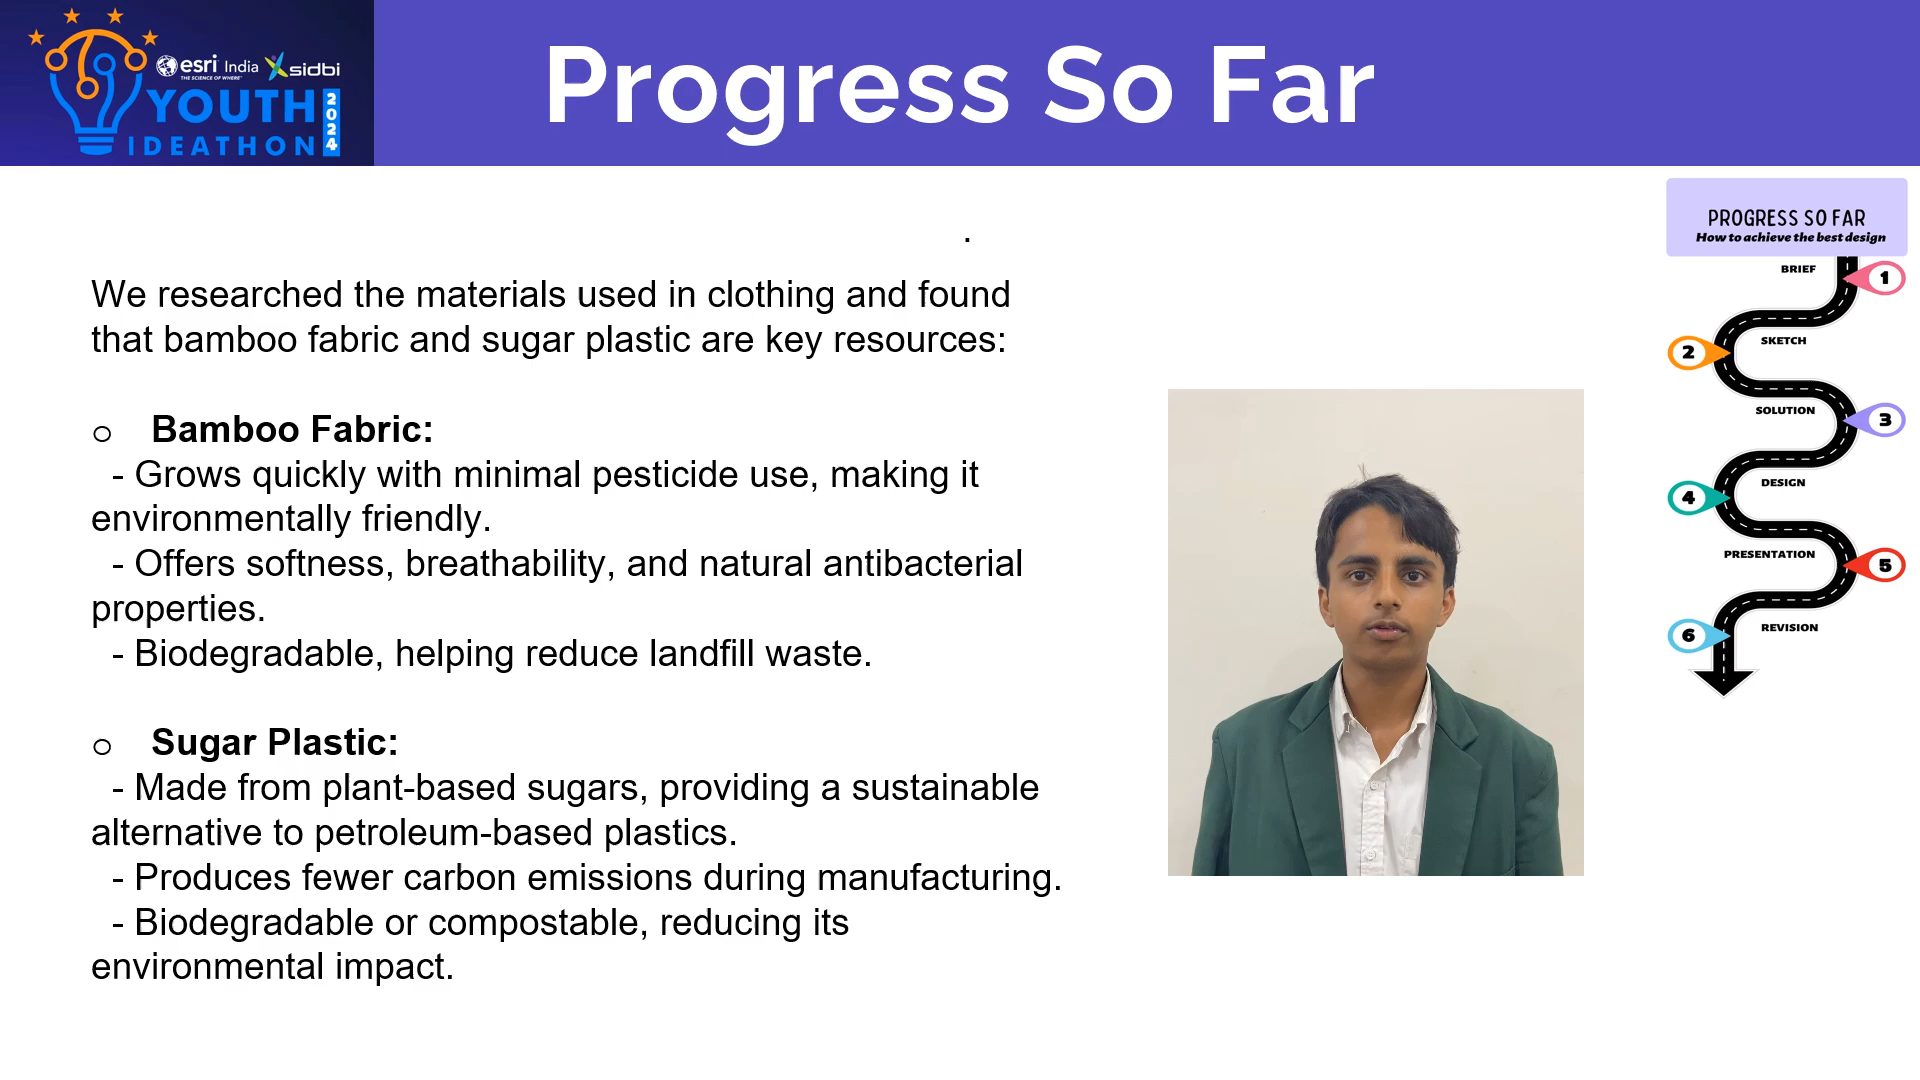 esri India sidbi
THE SCIENCE OF WHERE
YOUTH
IDEATHON
2024
Progress So Far
.
We researched the materials used in clothing and found
that bamboo fabric and sugar plastic are key resources:
o Bamboo Fabric:
- Grows quickly with minimal pesticide use, making it
environmentally friendly.
- Offers softness, breathability, and natural antibacterial
properties.
- Biodegradable, helping reduce landfill waste.
o Sugar Plastic:
- Made from plant-based sugars, providing a sustainable
alternative to petroleum-based plastics.
- Produces fewer carbon emissions during manufacturing.
- Biodegradable or compostable, reducing its
environmental impact.
PROGRESS SO FAR
How to achieve the best design
BRIEF
1
2
SKETCH
SOLUTION
3
4
DESIGN
PRESENTATION
5
6
REVISION